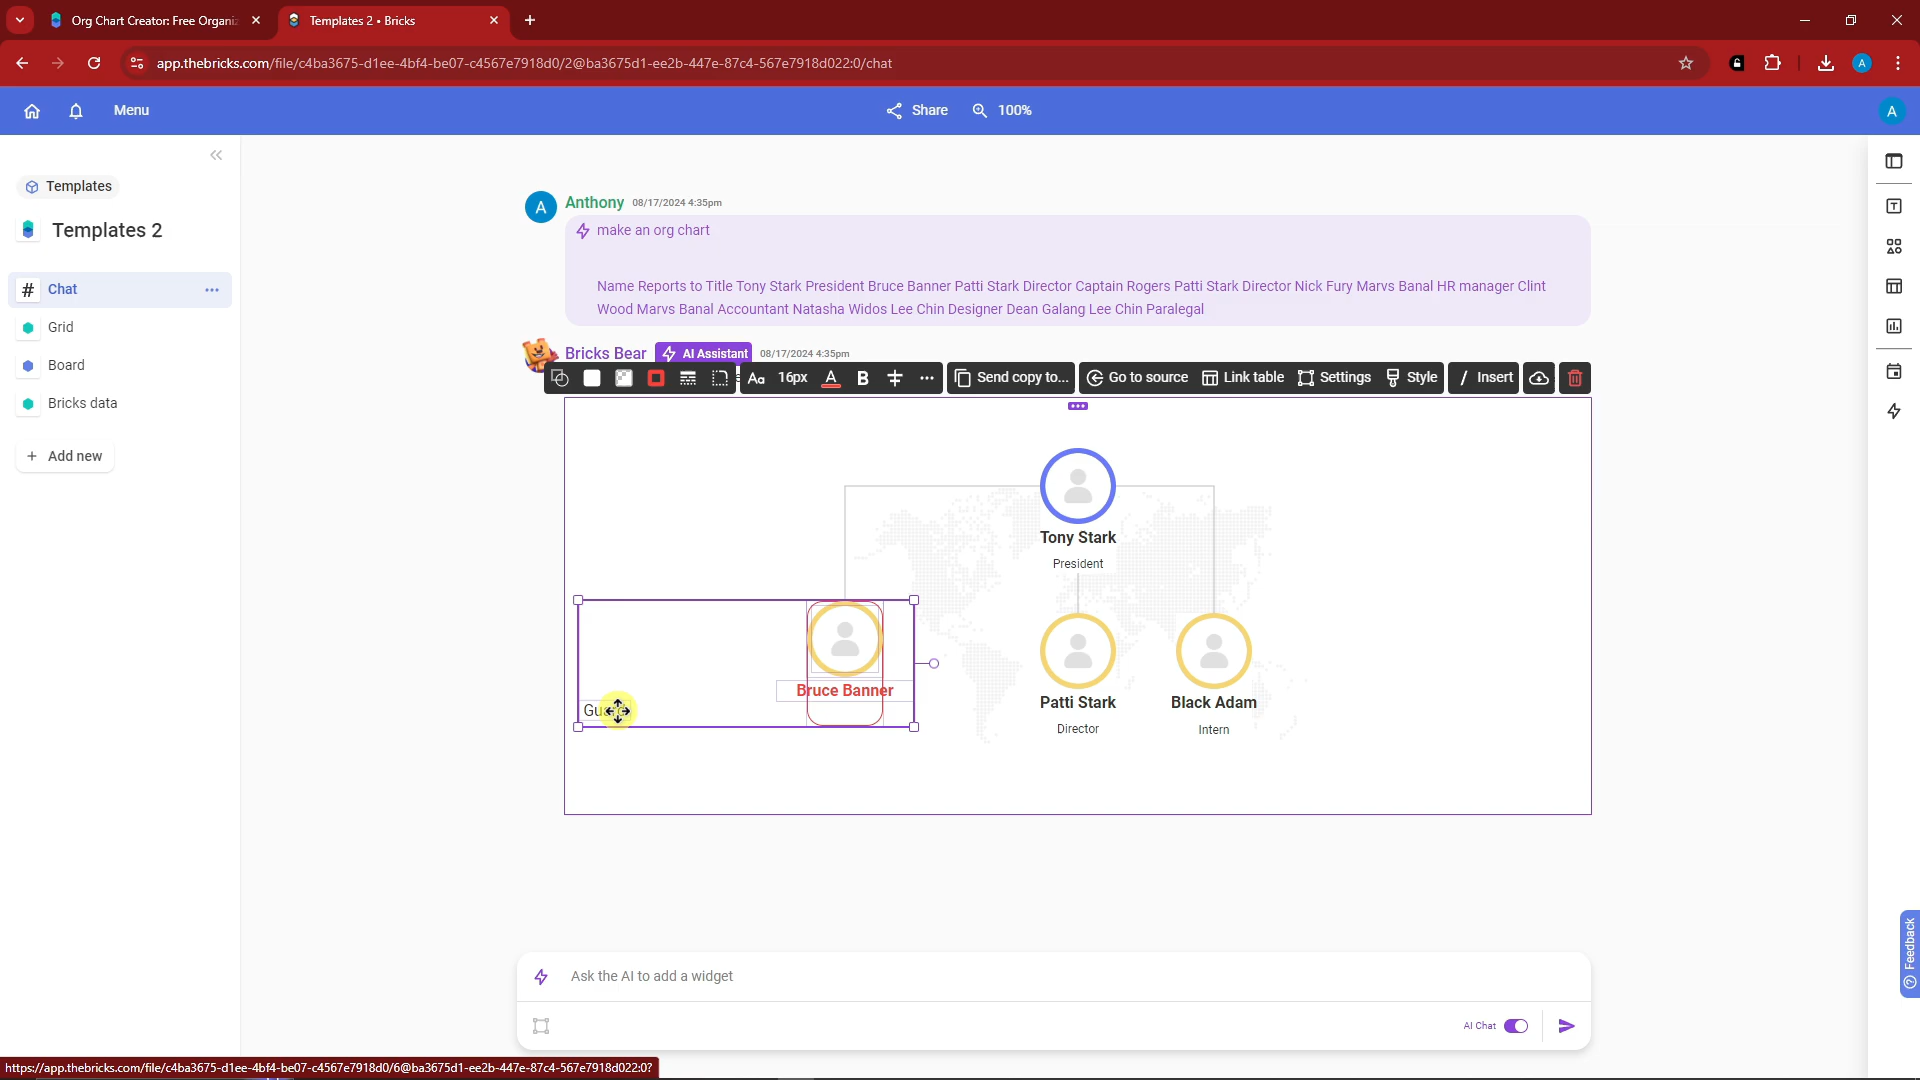 Org Chart Creator: Free Organi
Templates 2 • Bricks
app.thebricks.com/file/c4ba3675-d1ee-4bf4-be07-c4567e7918d0/2@ba3675d1-ee2b-447e-87c4-567e7918d022:0/chat
A
Menu
Share
100%
A
Templates
Templates 2
# Chat
Grid
Board
Bricks data
+ Add new
A
Anthony 08/17/2024 4:35pm
make an org chart
Name Reports to Title Tony Stark President Bruce Banner Patti Stark Director Captain Rogers Patti Stark Director Nick Fury Marvs Banal HR manager Clint
Wood Marvs Banal Accountant Natasha Widos Lee Chin Designer Dean Galang Lee Chin Paralegal
Bricks Bear AI Assistant 08/17/2024 4:35pm
Aa 16px A B Send copy to... Go to source Link table Settings Style / Insert
Tony Stark
President
Bruce Banner
Patti Stark
Director
Black Adam
Intern
Ask the AI to add a widget
AI Chat
Feedback
https://app.thebricks.com/file/c4ba3675-d1ee-4bf4-be07-c4567e7918d0/6@ba3675d1-ee2b-447e-87c4-567e7918d022:0?